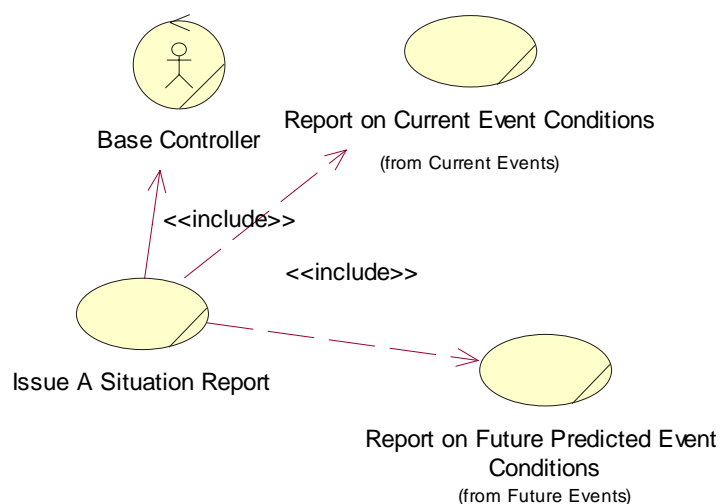 Base Controller
Report on Current Event Conditions
(from Current Events)
<<include>>
<<include>>
Issue A Situation Report
Report on Future Predicted Event
Conditions
(from Future Events)